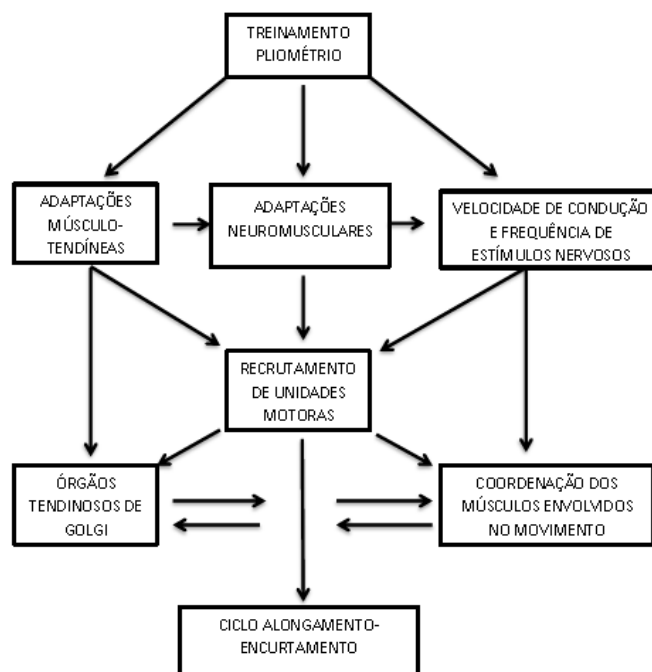 TREINAMENTO
PLIOMÉTRIO
ADAPTAÇÕES
MÚSCULO-
TENDÍNEAS
ADAPTAÇÕES
NEUROMUSCULARES
VELOCIDADE DE CONDUÇÃO
E FREQUÊNCIA DE
ESTÍMULOS NERVOSOS
RECRUTAMENTO
DE UNIDADES
MOTORAS
ÓRGÃOS
TENDINOSOS DE
GOLGI
COORDENAÇÃO DOS
MÚSCULOS ENVOLVIDOS
NO MOVIMENTO
CICLO ALONGAMENTO-
ENCURTAMENTO